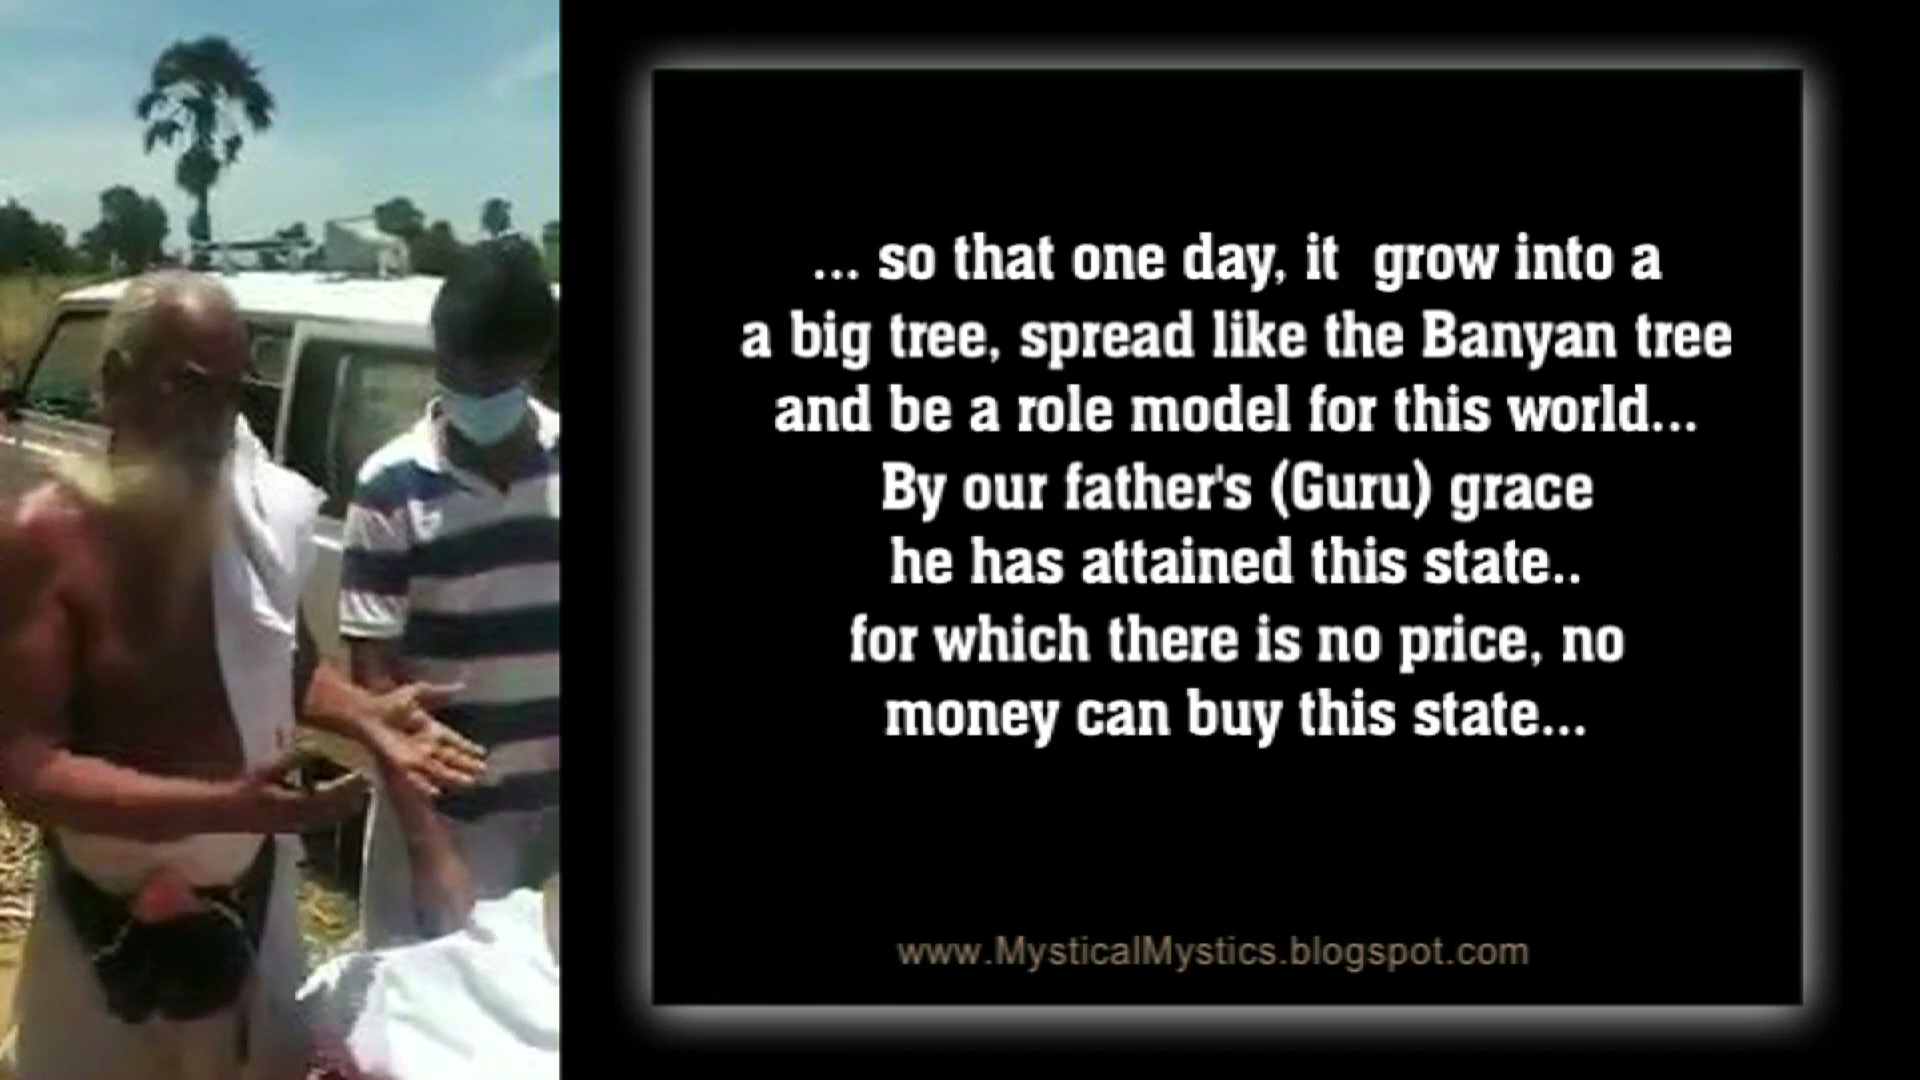 ... so that one day, it grow into a
a big tree, spread like the Banyan tree
and be a role model for this world...
By our father's (Guru) grace
he has attained this state..
for which there is no price, no
money can buy this state...
www.MysticalMystics.blogspot.com